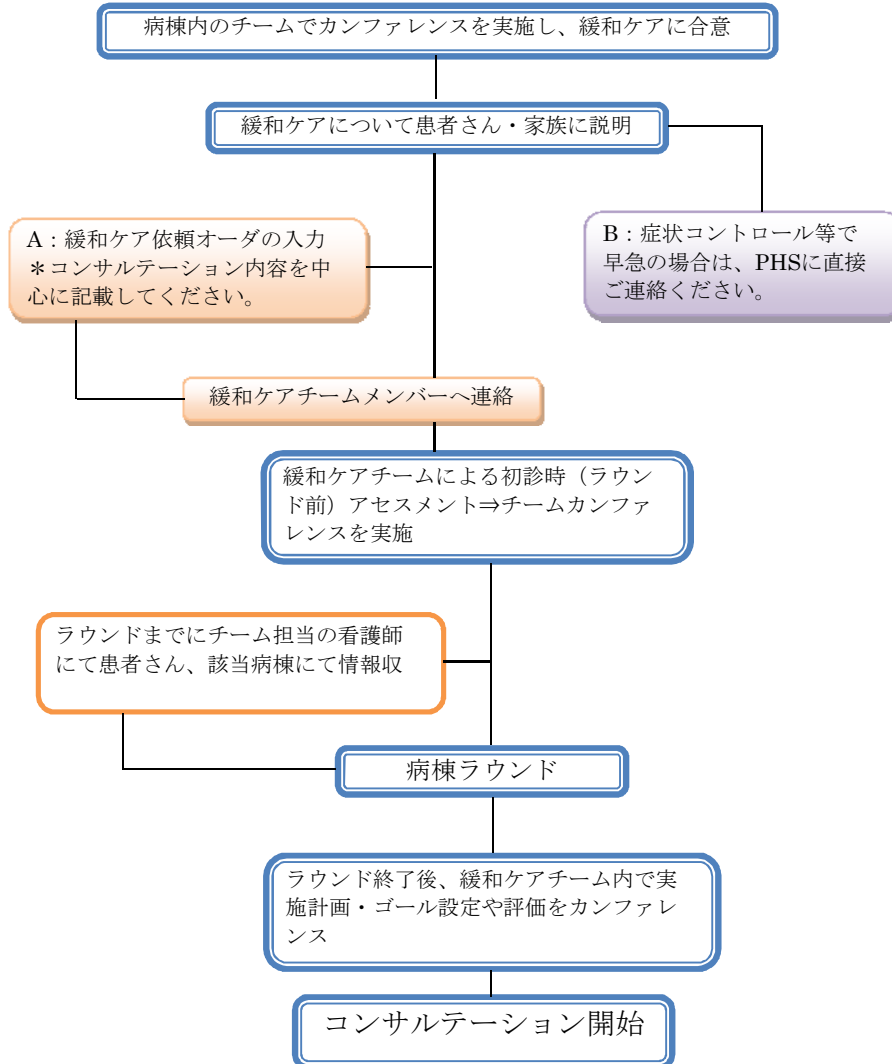 病棟内のチームでカンファレンスを実施し、緩和ケアに合意
緩和ケアについて患者さん・家族に説明
A：緩和ケア依頼オーダの入力
＊コンサルテーション内容を中
心に記載してください。
B：症状コントロール等で
早急の場合は、PHSに直接
ご連絡ください。
緩和ケアチームメンバーへ連絡
緩和ケアチームによる初診時（ラウン
ド前）アセスメント⇒チームカンファ
レンスを実施
ラウンドまでにチーム担当の看護師
にて患者さん、該当病棟にて情報収
病棟ラウンド
ラウンド終了後、緩和ケアチーム内で実
施計画・ゴール設定や評価をカンファレ
ンス
コンサルテーション開始